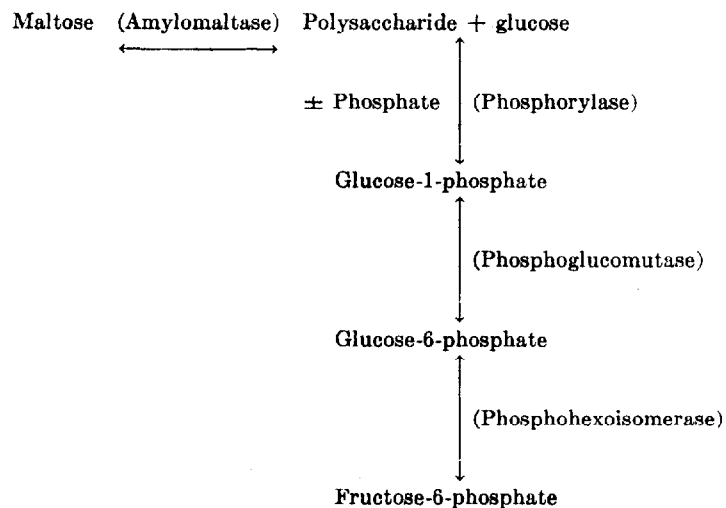 Maltose (Amylomaltase) Polysaccharide + glucose
± Phosphate (Phosphorylase)
Glucose-1-phosphate
(Phosphoglucomutase)
Glucose-6-phosphate
(Phosphohexoisomerase)
Fructose-6-phosphate